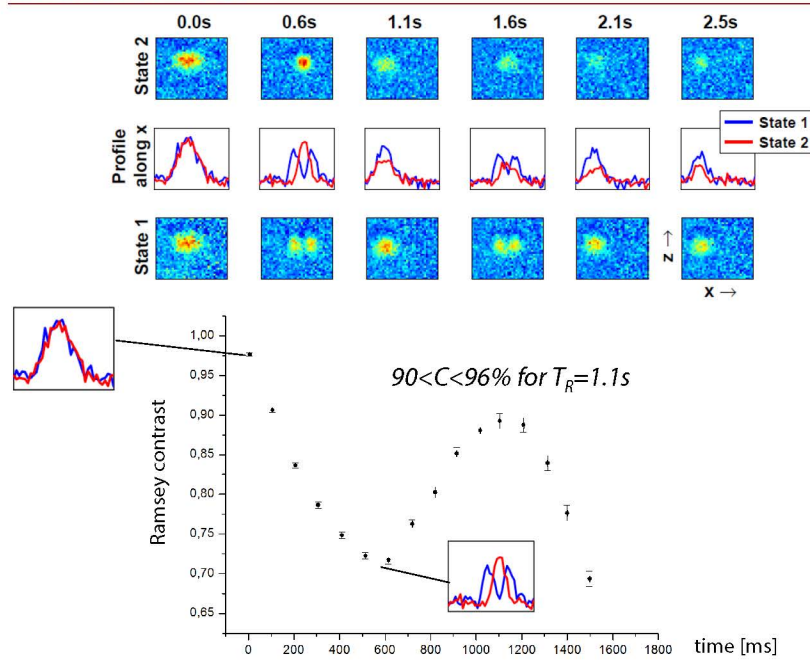 0.0s 0.6s 1.1s 1.6s 2.1s 2.5s
State 2
Profile
along x
State 1
State 2
State 1
z →
x →
90<C<96% for T_R=1.1s
Ramsey contrast
1,00
0,95
0,90
0,85
0,80
0,75
0,70
0,65
0 200 400 600 800 1000 1200 1400 1600 1800
time [ms]